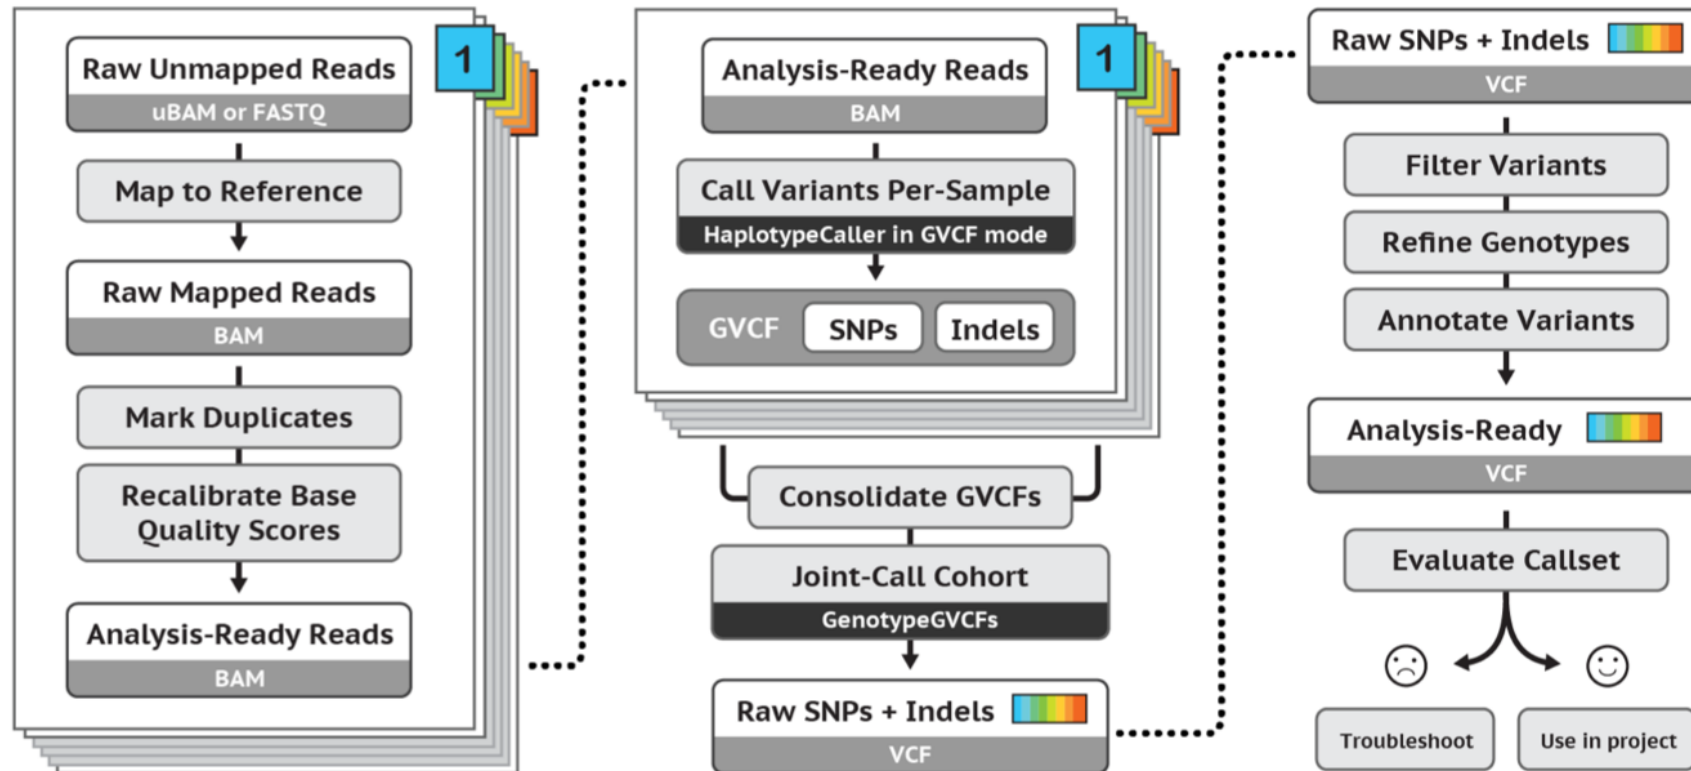 1
Raw Unmapped Reads
uBAM or FASTQ
Map to Reference
Raw Mapped Reads
BAM
Mark Duplicates
Recalibrate Base
Quality Scores
Analysis-Ready Reads
BAM
1
Analysis-Ready Reads
BAM
Call Variants Per-Sample
HaplotypeCaller in GVCF mode
GVCF SNPs Indels
Consolidate GVCFs
Joint-Call Cohort
GenotypeGVCFs
Raw SNPs + Indels
VCF
Raw SNPs + Indels
VCF
Filter Variants
Refine Genotypes
Annotate Variants
Analysis-Ready
VCF
Evaluate Callset
Troubleshoot
Use in project